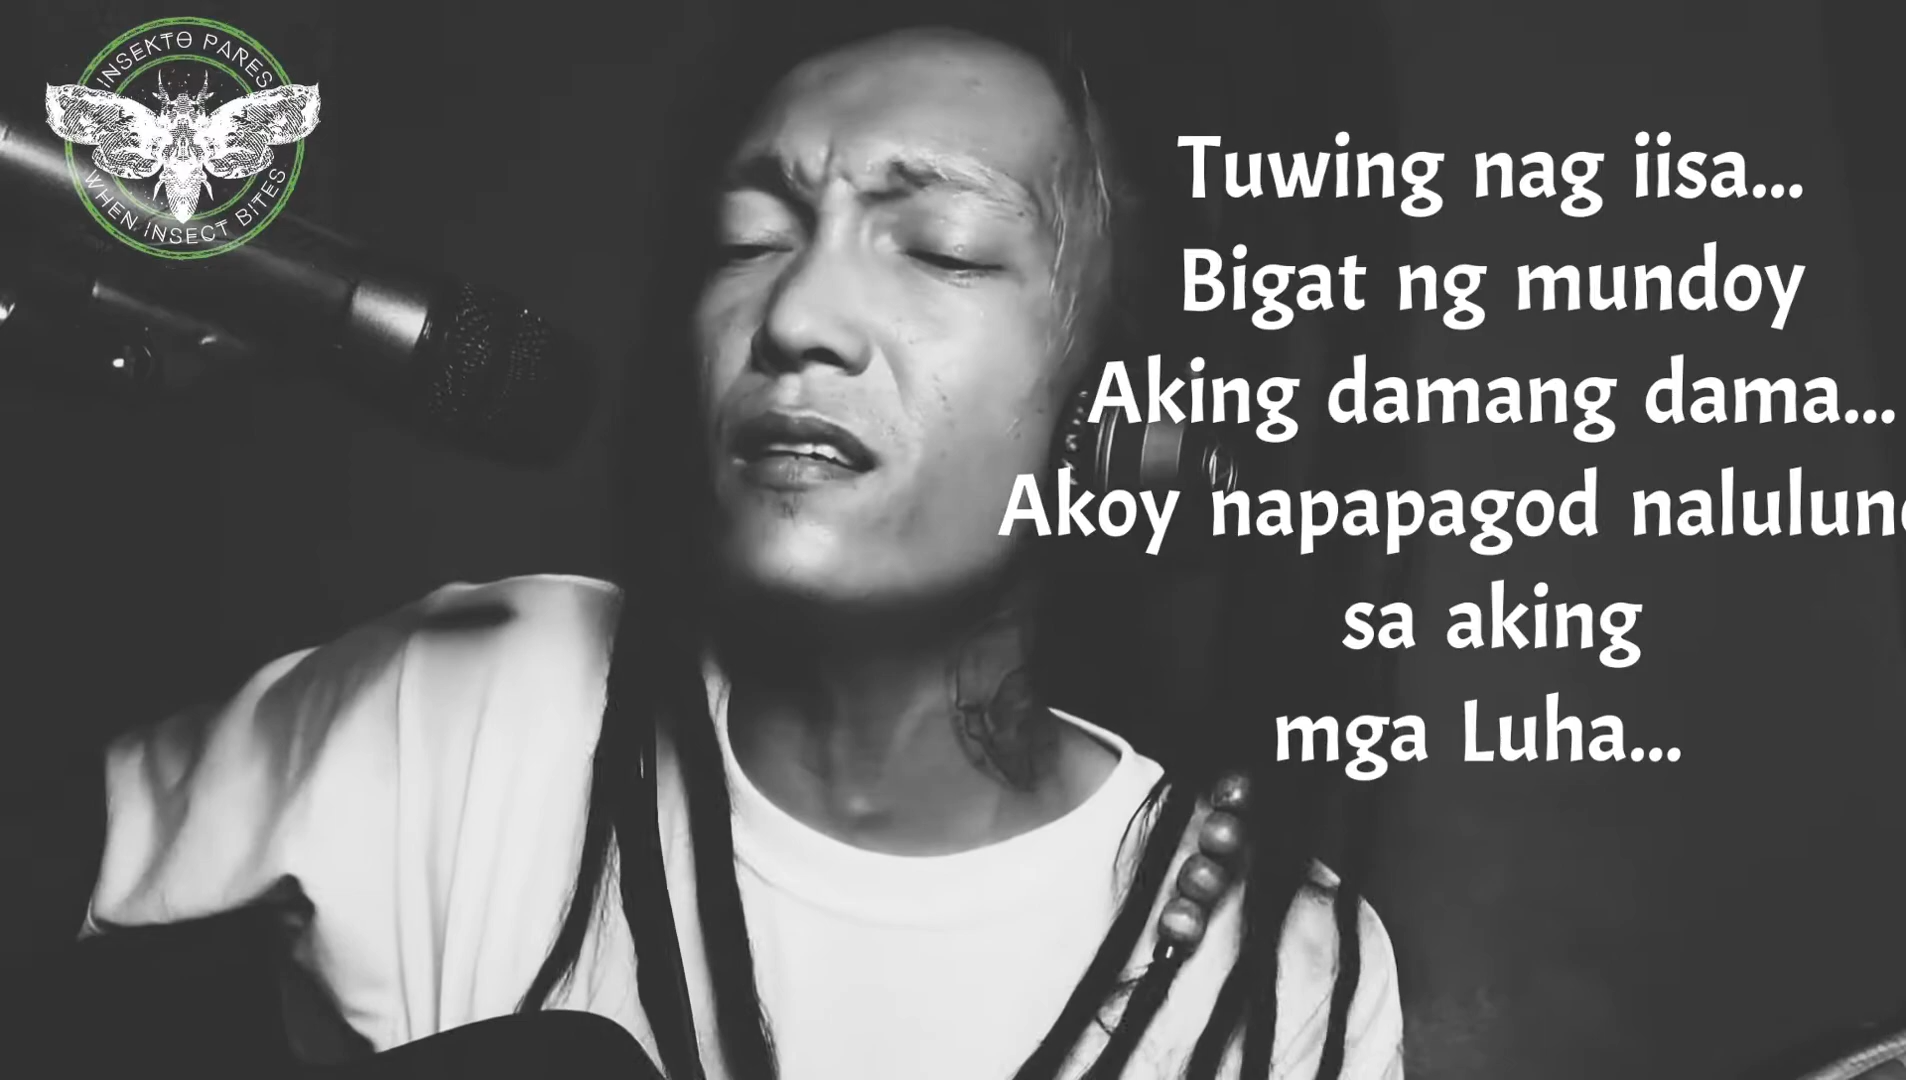 INSEKTO PARES
WHEN INSECT BITES
Tuwing nag iisa...
Bigat ng mundoy
Aking damang dama...
Akoy napapagod
sa aking
mga Luha...